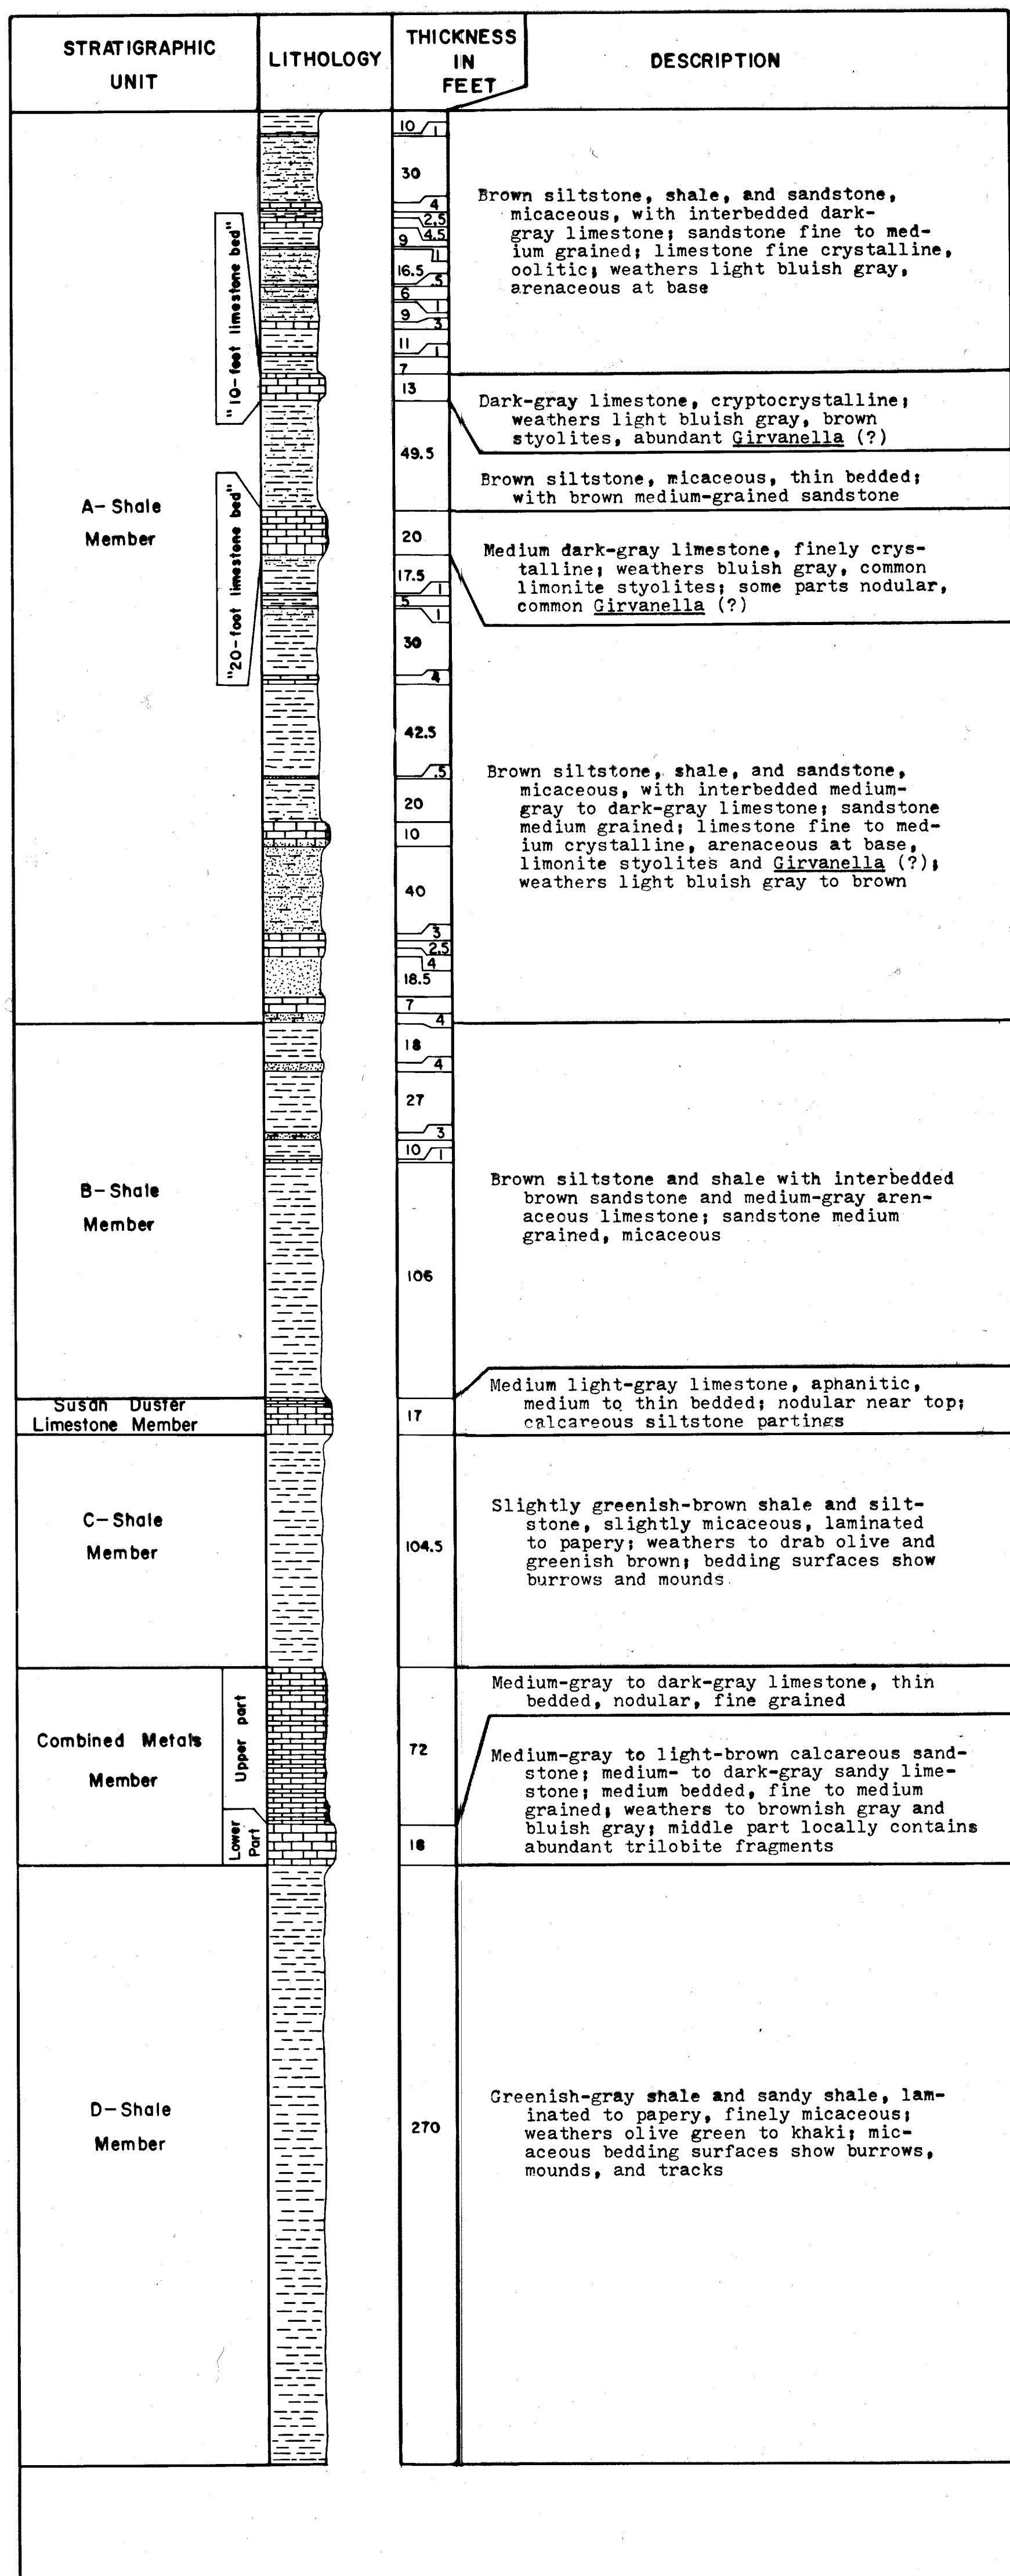 STRATIGRAPHIC
UNIT
LITHOLOGY
THICKNESS
IN
FEET
DESCRIPTION
10
1
30
4
2.5
4.5
9
1
16.5
.5
6
1
9
3
11
1
7
13
49.5
20
17.5
1
5
1
30
4
42.5
.5
20
10
40
3
2.5
4
18.5
7
4
18
4
27
3
10
1
106
17
104.5
72
18
270
"10-foot limestone bed"
"20-foot limestone bed"
A-Shale
Member
Brown siltstone, shale, and sandstone,
micaceous, with interbedded dark-
gray limestone; sandstone fine to med-
ium grained; limestone fine crystalline,
oolitic; weathers light bluish gray,
arenaceous at base
Dark-gray limestone, cryptocrystalline;
weathers light bluish gray, brown
styolites, abundant Girvanella (?)
Brown siltstone, micaceous, thin bedded;
with brown medium-grained sandstone
Medium dark-gray limestone, finely crys-
talline; weathers bluish gray, common
limonite styolites; some parts nodular,
common Girvanella (?)
Brown siltstone, shale, and sandstone,
micaceous, with interbedded medium-
gray to dark-gray limestone; sandstone
medium grained; limestone fine to med-
ium crystalline, arenaceous at base,
limonite styolites and Girvanella (?);
weathers light bluish gray to brown
B-Shale
Member
Brown siltstone and shale with interbedded
brown sandstone and medium-gray aren-
aceous limestone; sandstone medium
grained, micaceous
Susan Duster
Limestone Member
Medium light-gray limestone, aphanitic,
medium to thin bedded; nodular near top;
calcareous siltstone partings
C-Shale
Member
Slightly greenish-brown shale and silt-
stone, slightly micaceous, laminated
to papery; weathers to drab olive and
greenish brown; bedding surfaces show
burrows and mounds.
Combined Metals
Member
Upper part
Lower
Part
Medium-gray to dark-gray limestone, thin
bedded, nodular, fine grained
Medium-gray to light-brown calcareous sand-
stone; medium- to dark-gray sandy lime-
stone; medium bedded, fine to medium
grained; weathers to brownish gray and
bluish gray; middle part locally contains
abundant trilobite fragments
D-Shale
Member
Greenish-gray shale and sandy shale, lam-
inated to papery, finely micaceous;
weathers olive green to khaki; mic-
aceous bedding surfaces show burrows,
mounds, and tracks